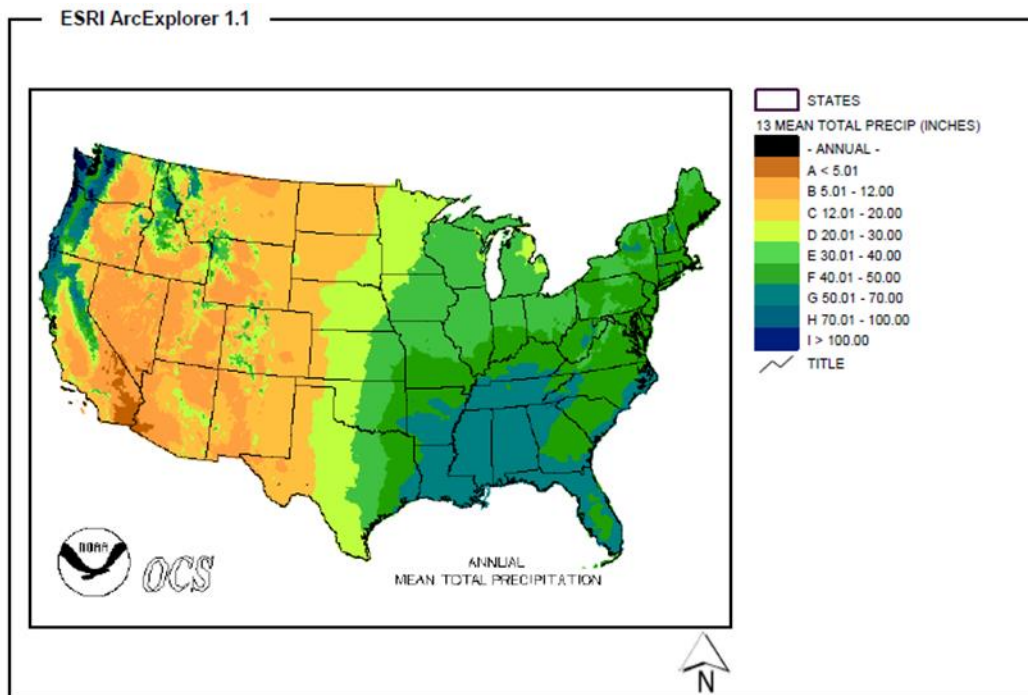 ESRI ArcExplorer 1.1
STATES
13 MEAN TOTAL PRECIP (INCHES)
- ANNUAL -
A < 5.01
B 5.01 - 12.00
C 12.01 - 20.00
D 20.01 - 30.00
E 30.01 - 40.00
F 40.01 - 50.00
G 50.01 - 70.00
H 70.01 - 100.00
I > 100.00
TITLE
NOAA
OCS
ANNUAL
MEAN TOTAL PRECIPITATION
N